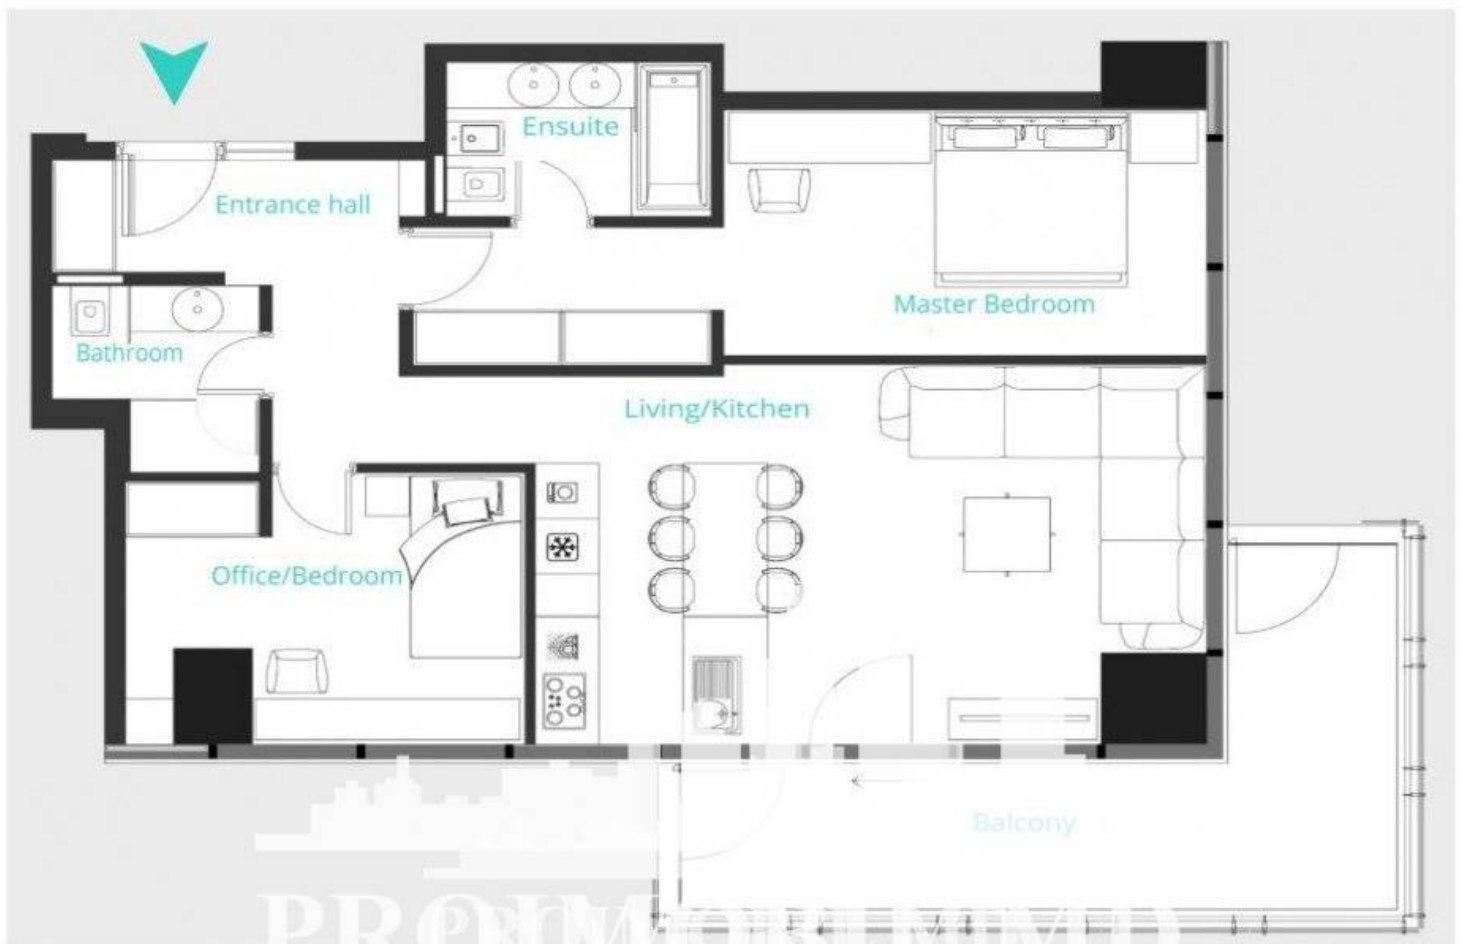 Ensuite
Entrance hall
Master Bedroom
Bathroom
Living/Kitchen
Office/Bedroom
Balcony